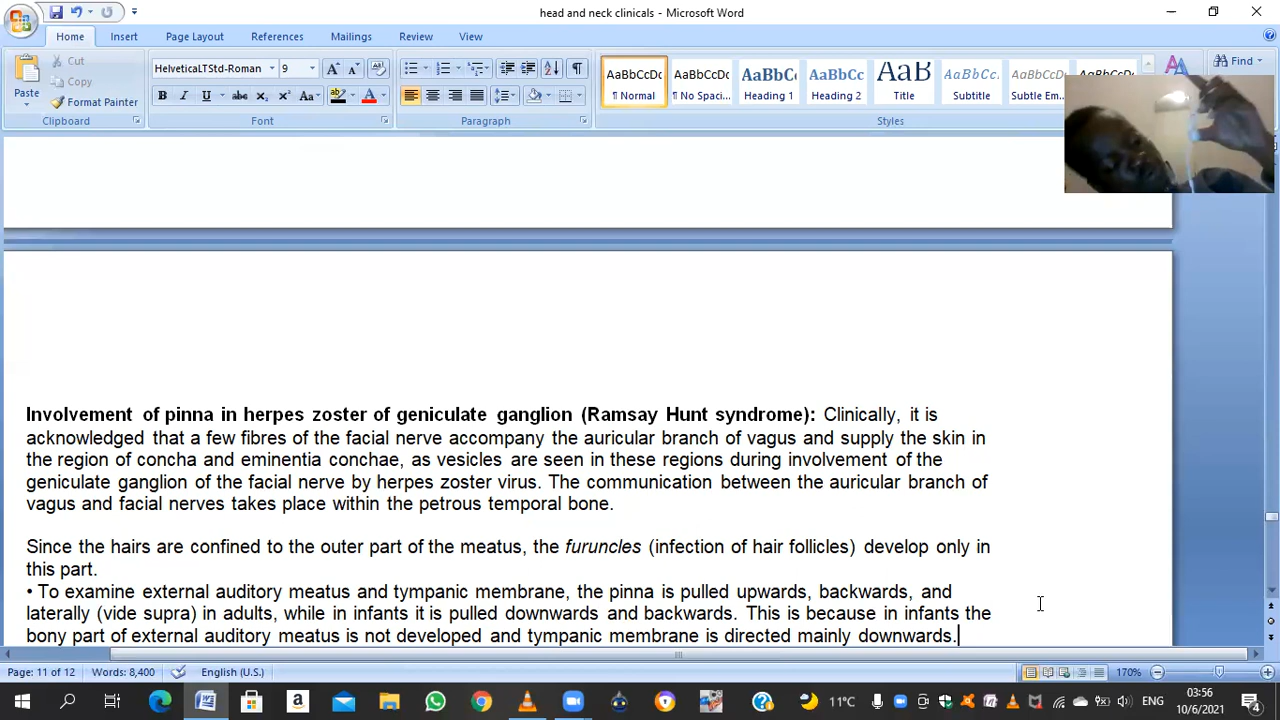 head and neck clinicals - Microsoft Word
Home Insert Page Layout References Mailings Review View
Paste
Cut
Copy
Format Painter
Clipboard
HelveticaLTStd-Roman 9
Font
Paragraph
AaBbCcDc AaBbCcDc AaBbCc AaBbCc AaB AaBbCc. AaBbCcDc AaBbCcDc
¶ Normal ¶ No Spaci... Heading 1 Heading 2 Title Subtitle Subtle Em...
Styles
Find
Involvement of pinna in herpes zoster of geniculate ganglion (Ramsay Hunt syndrome): Clinically, it is
acknowledged that a few fibres of the facial nerve accompany the auricular branch of vagus and supply the skin in
the region of concha and eminentia conchae, as vesicles are seen in these regions during involvement of the
geniculate ganglion of the facial nerve by herpes zoster virus. The communication between the auricular branch of
vagus and facial nerves takes place within the petrous temporal bone.
Since the hairs are confined to the outer part of the meatus, the furuncles (infection of hair follicles) develop only in
this part.
• To examine external auditory meatus and tympanic membrane, the pinna is pulled upwards, backwards, and
laterally (vide supra) in adults, while in infants it is pulled downwards and backwards. This is because in infants the
bony part of external auditory meatus is not developed and tympanic membrane is directed mainly downwards.
Page: 11 of 12 Words: 8,400 English (U.S.) 170%
11°C ENG 03:56
10/6/2021